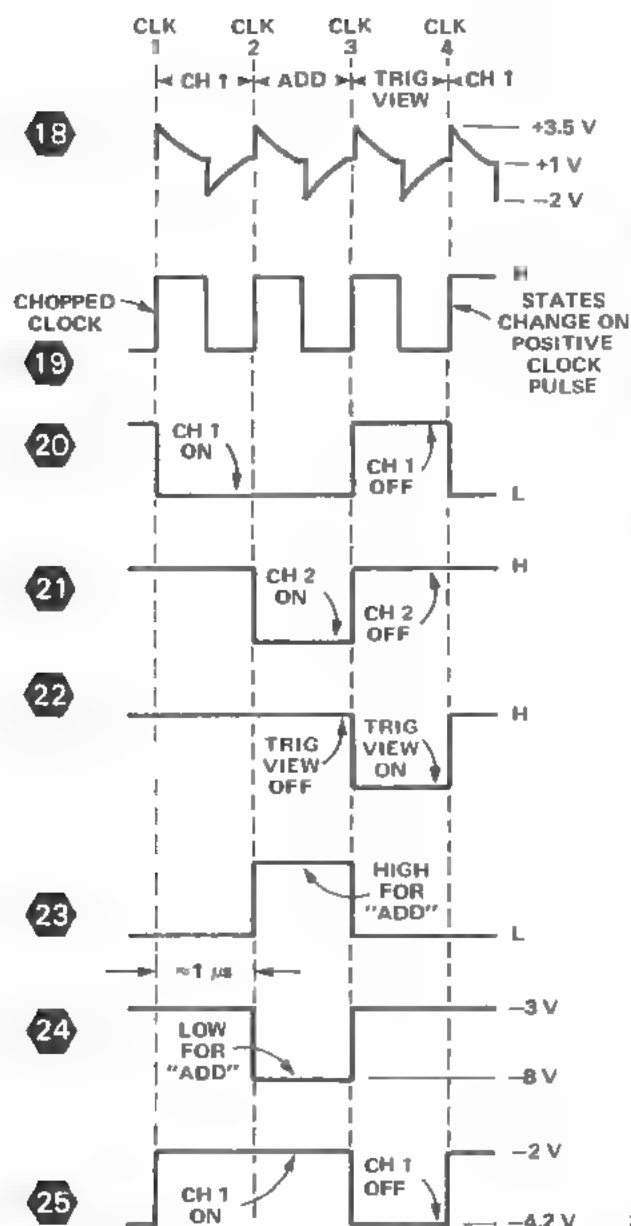 CLK CLK CLK CLK
1 2 3 4
CH 1 ADD TRIG VIEW CH 1
18
+3.5 V
+1 V
−2 V
CHOPPED
CLOCK
H
STATES
CHANGE ON
POSITIVE
CLOCK
PULSE
19
20
CH 1
ON
CH 1
OFF
L
21
CH 2
ON
CH 2
OFF
H
22
TRIG
VIEW
OFF
TRIG
VIEW
ON
H
23
HIGH
FOR
"ADD"
L
≈1 μs
24
LOW
FOR
"ADD"
−3 V
−8 V
25
CH 1
ON
CH 1
OFF
−2 V
−4.2 V